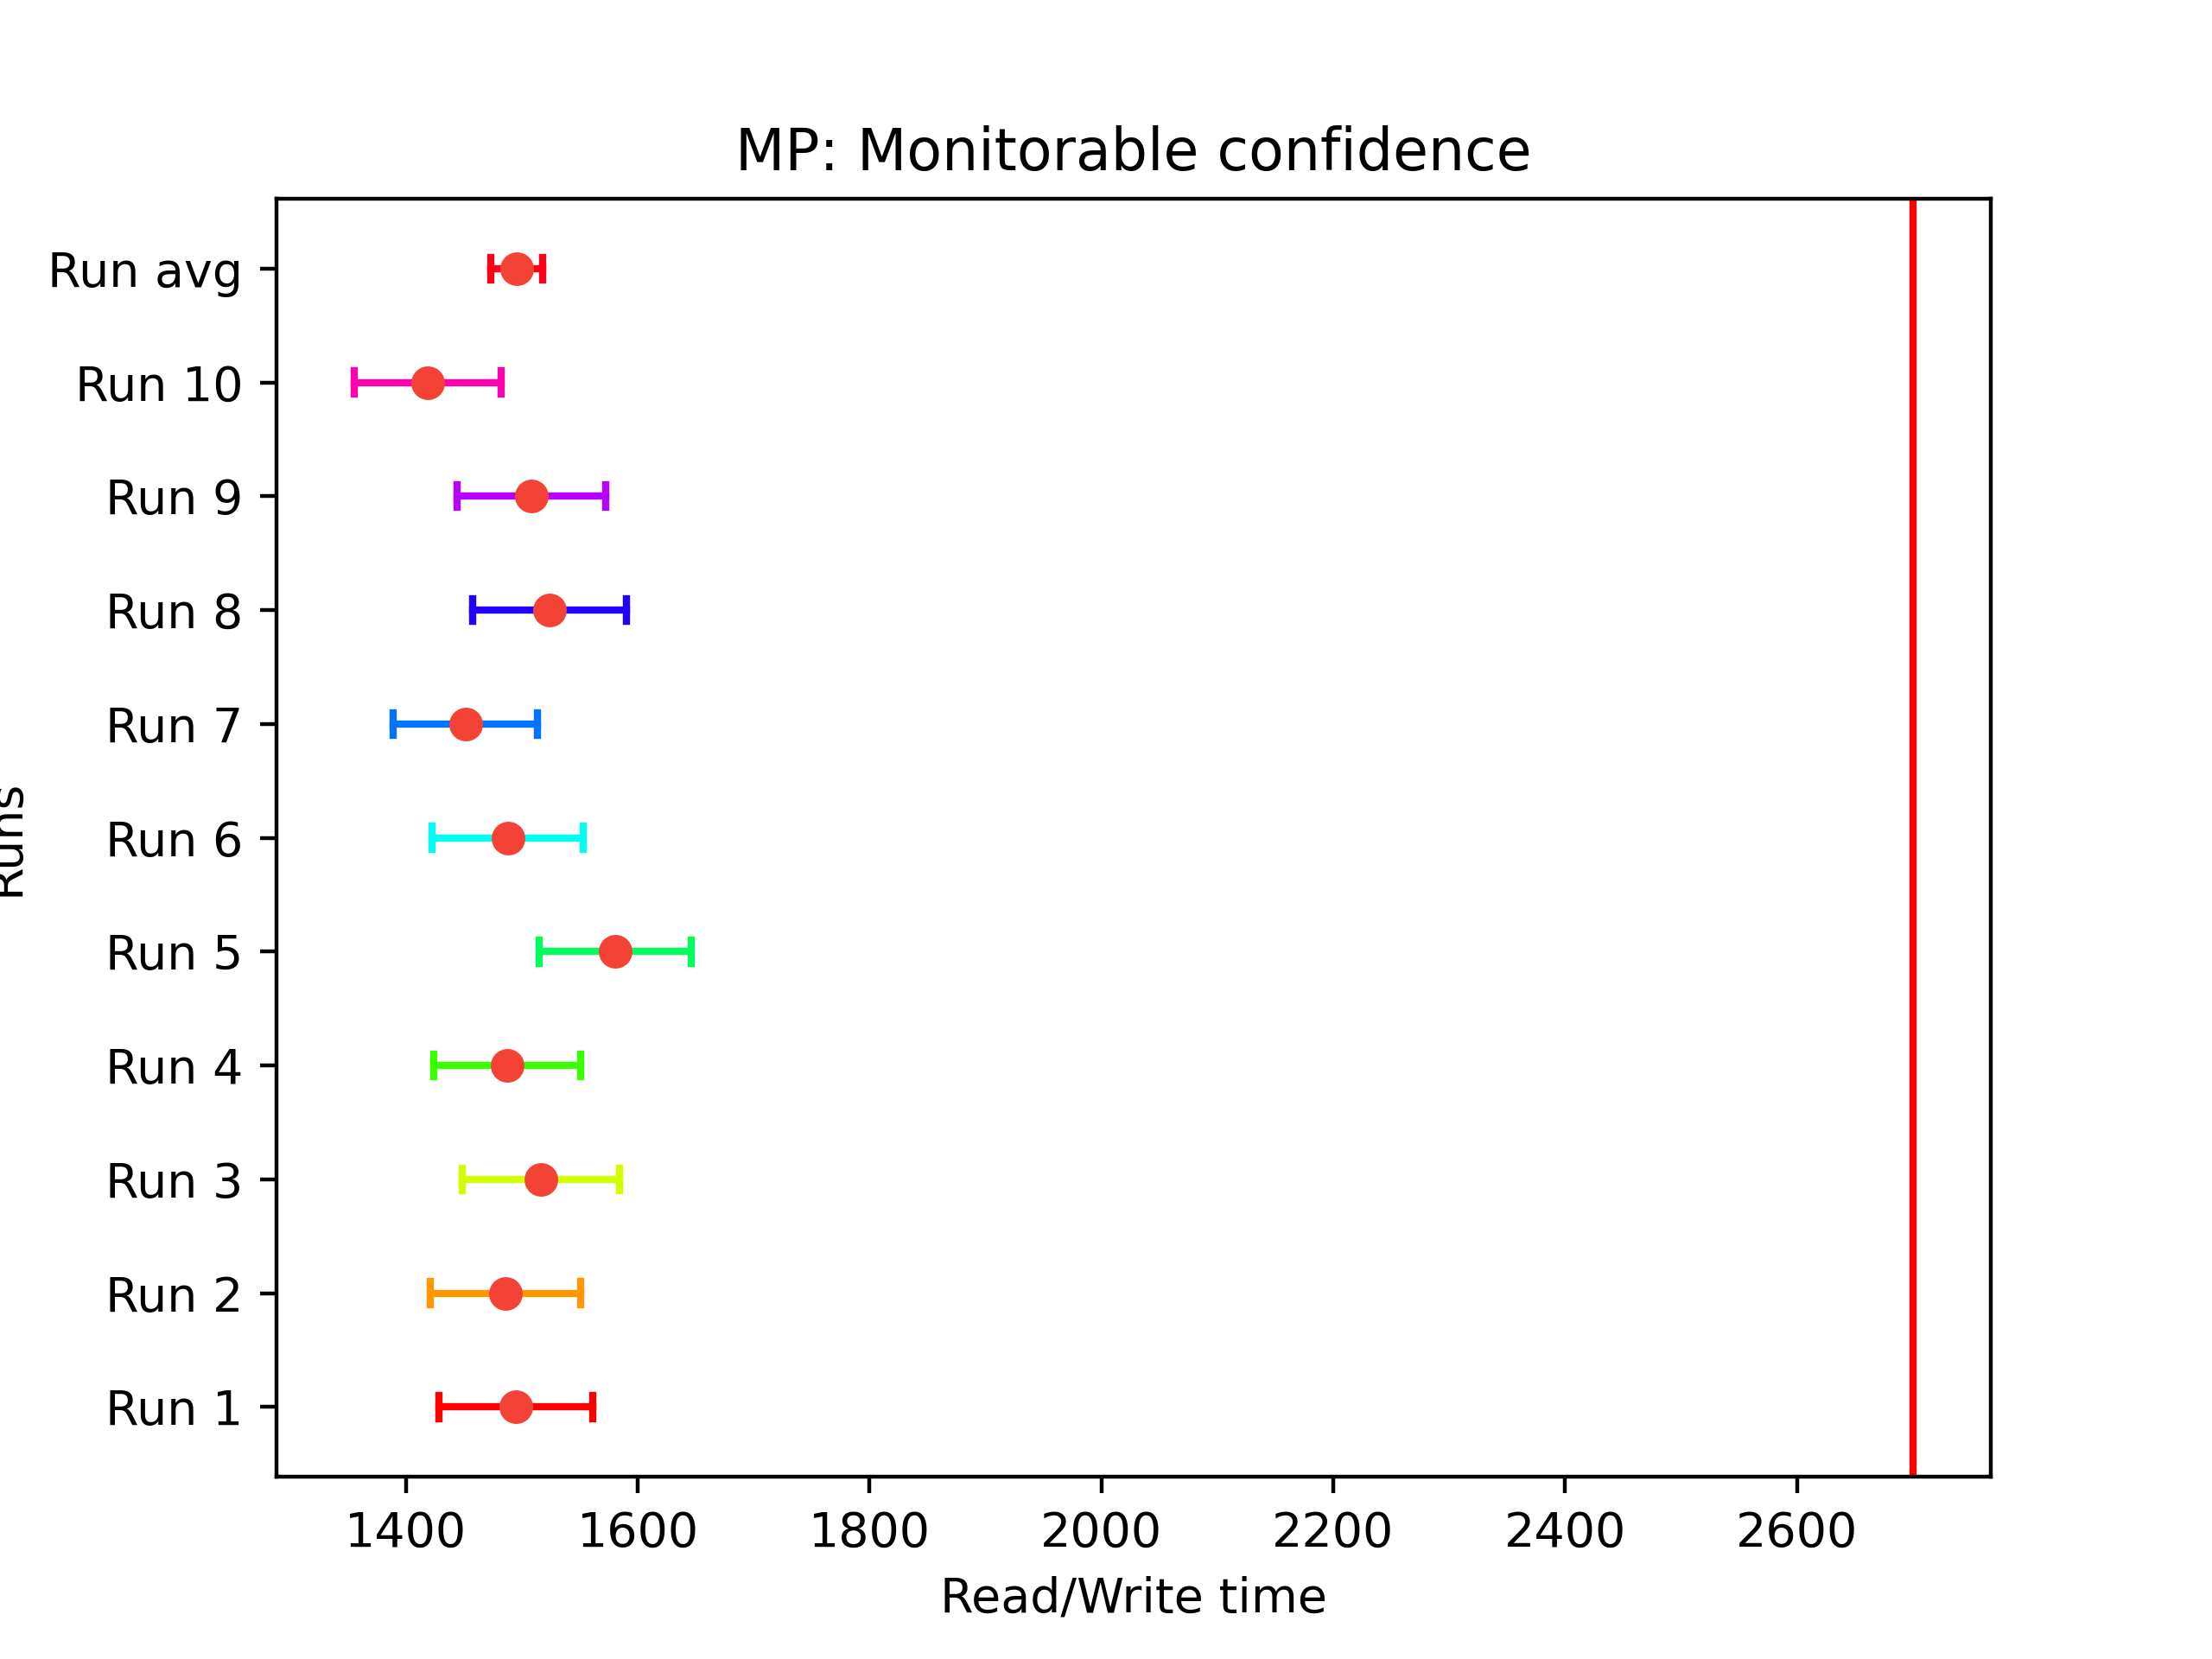 MP: Monitorable confidence
Run avg
Run 10
Run 9
Run 8
Run 7
Run 6
Run 5
Run 4
Run 3
Run 2
Run 1
Runs
1400 1600 1800 2000 2200 2400 2600
Read/Write time